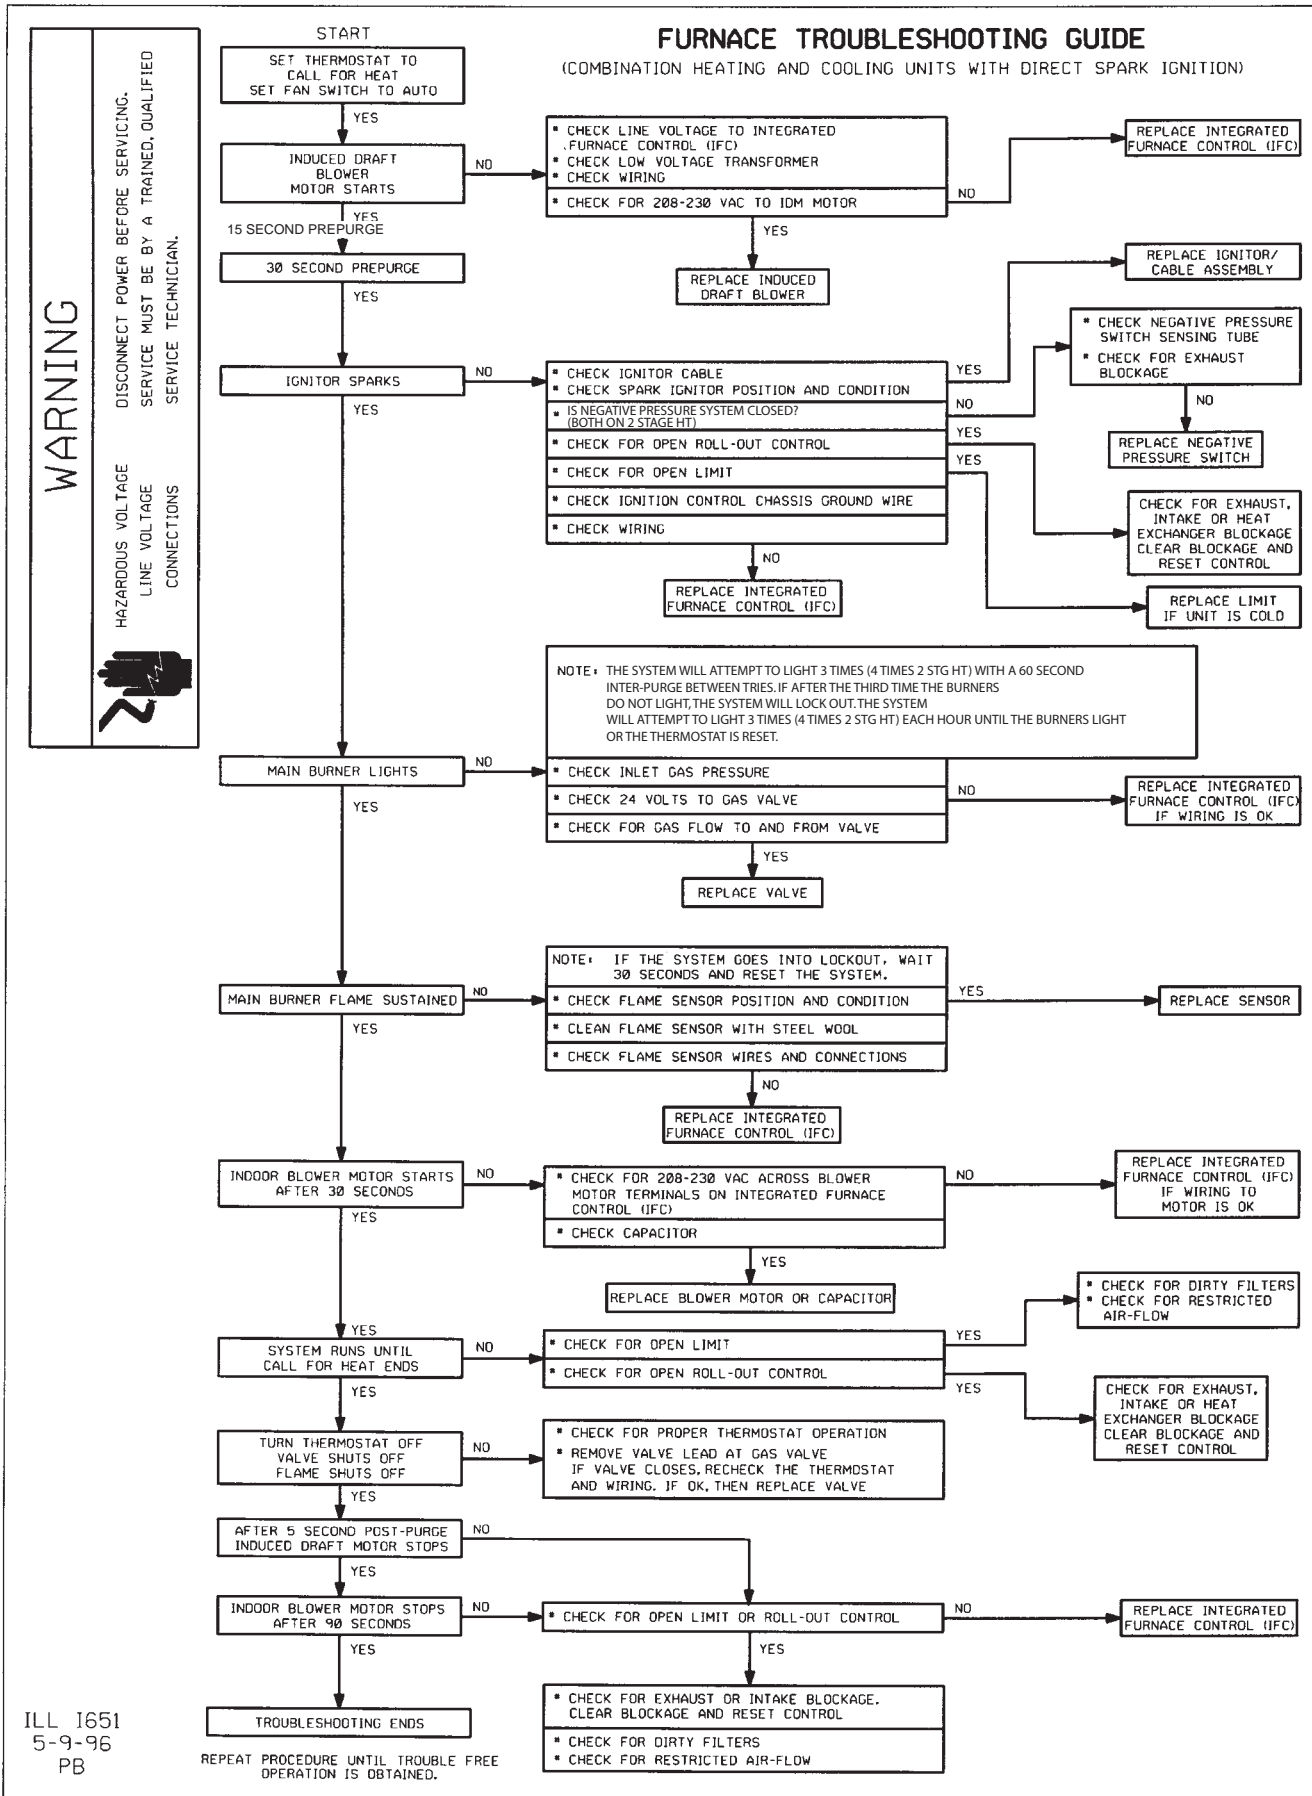 FURNACE TROUBLESHOOTING GUIDE
(COMBINATION HEATING AND COOLING UNITS WITH DIRECT SPARK IGNITION)
WARNING
HAZARDOUS VOLTAGE
LINE VOLTAGE
CONNECTIONS
DISCONNECT POWER BEFORE SERVICING.
SERVICE MUST BE BY A TRAINED, QUALIFIED
SERVICE TECHNICIAN.
START
SET THERMOSTAT TO
CALL FOR HEAT
SET FAN SWITCH TO AUTO
YES
INDUCED DRAFT
BLOWER
MOTOR STARTS
NO
* CHECK LINE VOLTAGE TO INTEGRATED
.FURNACE CONTROL (IFC)
* CHECK LOW VOLTAGE TRANSFORMER
* CHECK WIRING
* CHECK FOR 208-230 VAC TO IDM MOTOR
NO
REPLACE INTEGRATED
FURNACE CONTROL (IFC)
YES
REPLACE INDUCED
DRAFT BLOWER
YES
15 SECOND PREPURGE
30 SECOND PREPURGE
YES
IGNITOR SPARKS
NO
* CHECK IGNITOR CABLE
* CHECK SPARK IGNITOR POSITION AND CONDITION
YES
REPLACE IGNITOR/
CABLE ASSEMBLY
* IS NEGATIVE PRESSURE SYSTEM CLOSED?
(BOTH ON 2 STAGE HT)
NO
* CHECK NEGATIVE PRESSURE
SWITCH SENSING TUBE
* CHECK FOR EXHAUST
BLOCKAGE
NO
REPLACE NEGATIVE
PRESSURE SWITCH
* CHECK FOR OPEN ROLL-OUT CONTROL
YES
CHECK FOR EXHAUST,
INTAKE OR HEAT
EXCHANGER BLOCKAGE
CLEAR BLOCKAGE AND
RESET CONTROL
* CHECK FOR OPEN LIMIT
YES
REPLACE LIMIT
IF UNIT IS COLD
* CHECK IGNITION CONTROL CHASSIS GROUND WIRE
* CHECK WIRING
NO
REPLACE INTEGRATED
FURNACE CONTROL (IFC)
YES
NOTE: THE SYSTEM WILL ATTEMPT TO LIGHT 3 TIMES (4 TIMES 2 STG HT) WITH A 60 SECOND
INTER-PURGE BETWEEN TRIES. IF AFTER THE THIRD TIME THE BURNERS
DO NOT LIGHT, THE SYSTEM WILL LOCK OUT. THE SYSTEM
WILL ATTEMPT TO LIGHT 3 TIMES (4 TIMES 2 STG HT) EACH HOUR UNTIL THE BURNERS LIGHT
OR THE THERMOSTAT IS RESET.
MAIN BURNER LIGHTS
NO
* CHECK INLET GAS PRESSURE
* CHECK 24 VOLTS TO GAS VALVE
NO
REPLACE INTEGRATED
FURNACE CONTROL (IFC)
IF WIRING IS OK
* CHECK FOR GAS FLOW TO AND FROM VALVE
YES
REPLACE VALVE
YES
NOTE: IF THE SYSTEM GOES INTO LOCKOUT, WAIT
30 SECONDS AND RESET THE SYSTEM.
MAIN BURNER FLAME SUSTAINED
NO
* CHECK FLAME SENSOR POSITION AND CONDITION
YES
REPLACE SENSOR
* CLEAN FLAME SENSOR WITH STEEL WOOL
* CHECK FLAME SENSOR WIRES AND CONNECTIONS
NO
REPLACE INTEGRATED
FURNACE CONTROL (IFC)
YES
INDOOR BLOWER MOTOR STARTS
AFTER 30 SECONDS
NO
* CHECK FOR 208-230 VAC ACROSS BLOWER
MOTOR TERMINALS ON INTEGRATED FURNACE
CONTROL (IFC)
NO
REPLACE INTEGRATED
FURNACE CONTROL (IFC)
IF WIRING TO
MOTOR IS OK
* CHECK CAPACITOR
YES
REPLACE BLOWER MOTOR OR CAPACITOR
YES
YES
SYSTEM RUNS UNTIL
CALL FOR HEAT ENDS
NO
* CHECK FOR OPEN LIMIT
YES
* CHECK FOR DIRTY FILTERS
* CHECK FOR RESTRICTED
AIR-FLOW
* CHECK FOR OPEN ROLL-OUT CONTROL
YES
CHECK FOR EXHAUST,
INTAKE OR HEAT
EXCHANGER BLOCKAGE
CLEAR BLOCKAGE AND
RESET CONTROL
YES
TURN THERMOSTAT OFF
VALVE SHUTS OFF
FLAME SHUTS OFF
NO
* CHECK FOR PROPER THERMOSTAT OPERATION
* REMOVE VALVE LEAD AT GAS VALVE
IF VALVE CLOSES, RECHECK THE THERMOSTAT
AND WIRING. IF OK, THEN REPLACE VALVE
YES
AFTER 5 SECOND POST-PURGE
INDUCED DRAFT MOTOR STOPS
NO
YES
INDOOR BLOWER MOTOR STOPS
AFTER 90 SECONDS
NO
* CHECK FOR OPEN LIMIT OR ROLL-OUT CONTROL
NO
REPLACE INTEGRATED
FURNACE CONTROL (IFC)
YES
* CHECK FOR EXHAUST OR INTAKE BLOCKAGE,
CLEAR BLOCKAGE AND RESET CONTROL
* CHECK FOR DIRTY FILTERS
* CHECK FOR RESTRICTED AIR-FLOW
YES
TROUBLESHOOTING ENDS
REPEAT PROCEDURE UNTIL TROUBLE FREE
OPERATION IS OBTAINED.
ILL I651
5-9-96
PB